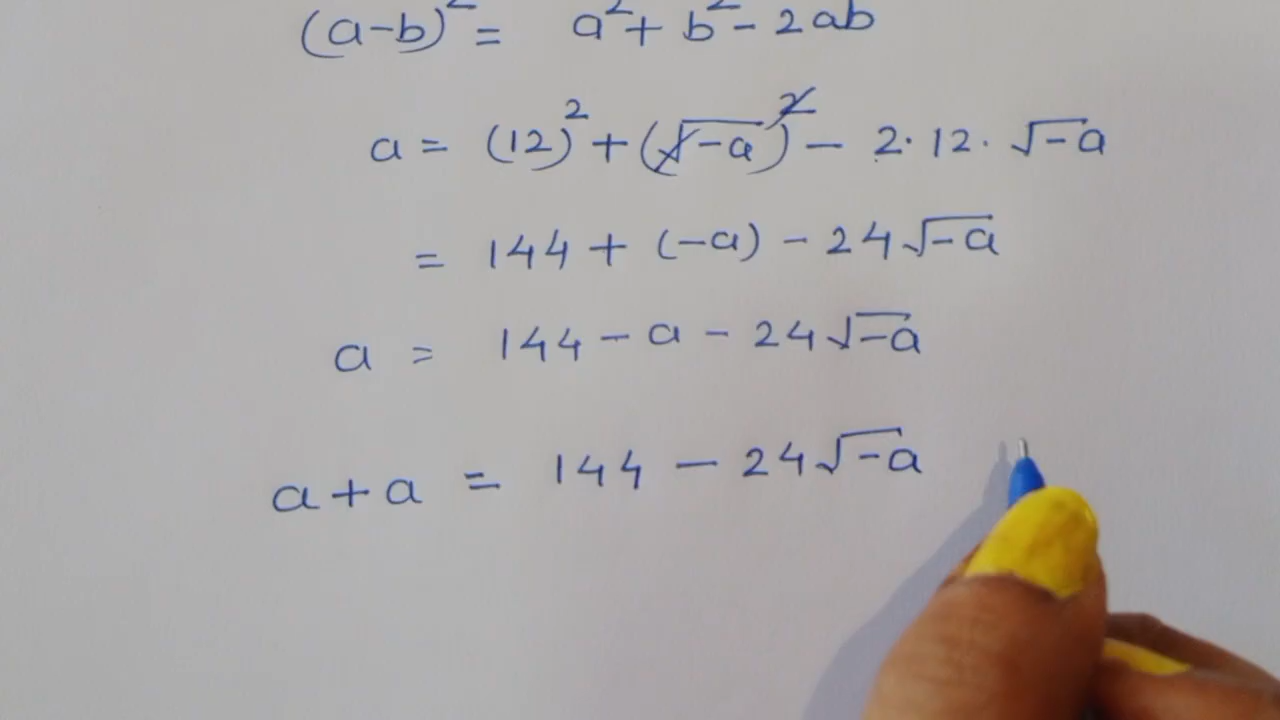 (a-b)² = a² + b² - 2ab
a = (12)² + (√-a)² - 2·12·√-a
= 144 + (-a) - 24√-a
a = 144 - a - 24√-a
a + a = 144 - 24√-a